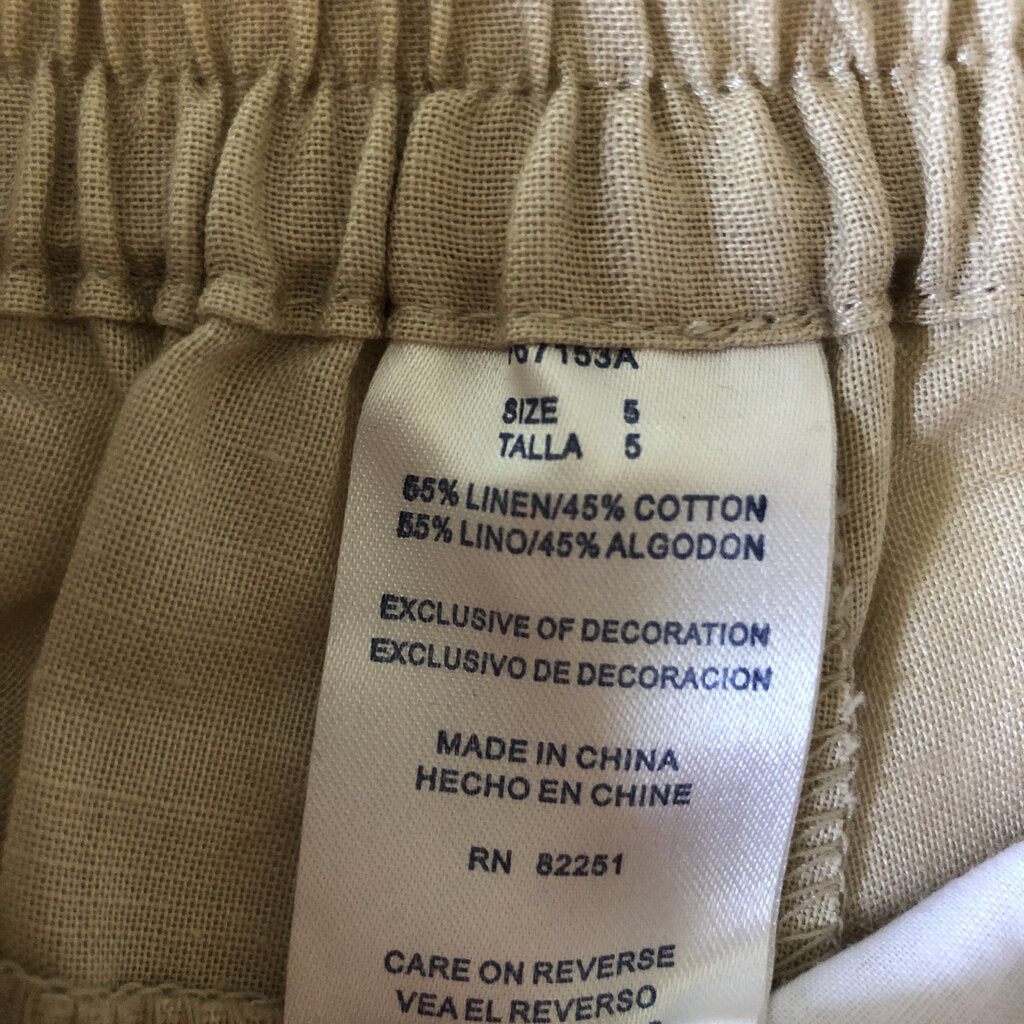 67153A
SIZE 5
TALLA 5
55% LINEN/45% COTTON
55% LINO/45% ALGODON
EXCLUSIVE OF DECORATION
EXCLUSIVO DE DECORACION
MADE IN CHINA
HECHO EN CHINE
RN 82251
CARE ON REVERSE
VEA EL REVERSO